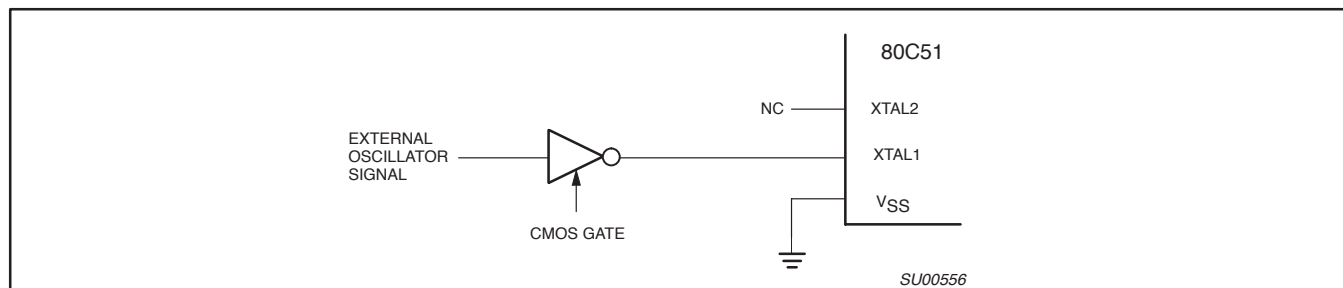 80C51
NC
XTAL2
EXTERNAL
OSCILLATOR
SIGNAL
XTAL1
VSS
CMOS GATE
SU00556